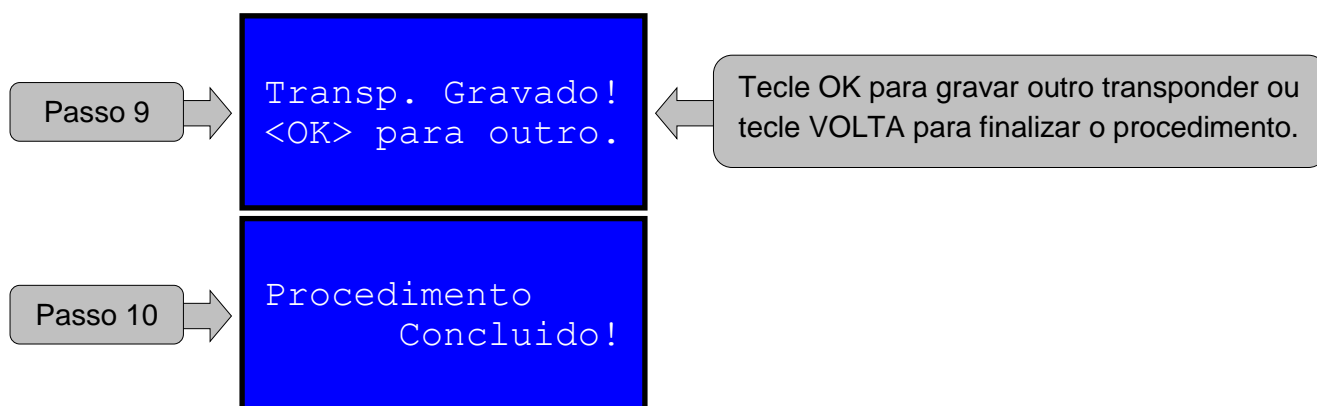 Passo 9
Transp. Gravado!
<OK> para outro.
Tecle OK para gravar outro transponder ou
tecle VOLTA para finalizar o procedimento.
Passo 10
Procedimento
Concluido!